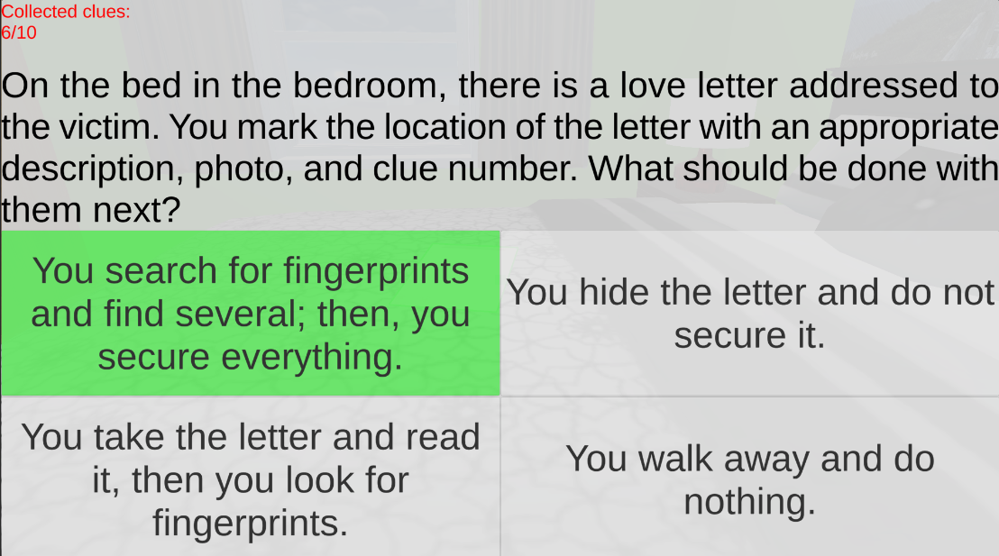 Collected clues:
6/10
On the bed in the bedroom, there is a love letter addressed to
the victim. You mark the location of the letter with an appropriate
description, photo, and clue number. What should be done with
them next?
You search for fingerprints
and find several; then, you
secure everything.
You hide the letter and do not
secure it.
You take the letter and read
it, then you look for
fingerprints.
You walk away and do
nothing.